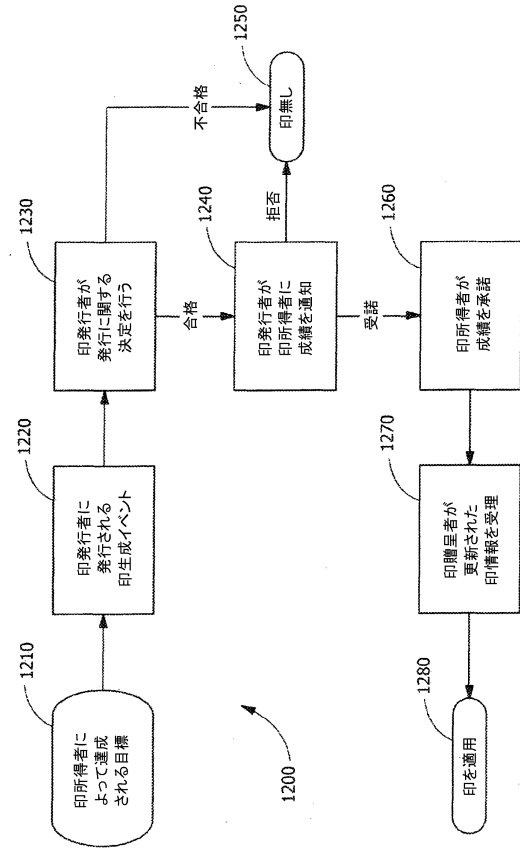 1210
印所得者に
よって達成
される目標
1220
印発行者に
発行される
印生成イベント
1230
印発行者が
発行に関する
決定を行う
不合格
合格
1240
印発行者が
印所得者に
成績を通知
拒否
1250
印無し
受諾
1260
印所得者が
成績を承諾
1270
印贈呈者が
更新された
印情報を受理
1280
印を適用
1200